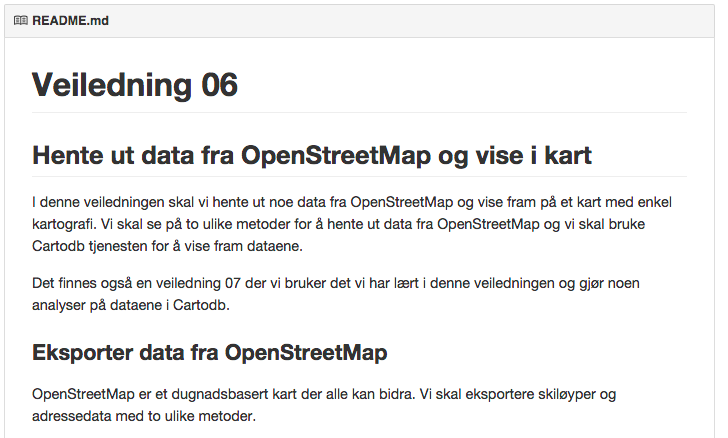 README.md
Veiledning 06
Hente ut data fra OpenStreetMap og vise i kart
I denne veiledningen skal vi hente ut noe data fra OpenStreetMap og vise fram på et kart med enkel
kartografi. Vi skal se på to ulike metoder for å hente ut data fra OpenStreetMap og vi skal bruke
Cartodb tjenesten for å vise fram dataene.
Det finnes også en veiledning 07 der vi bruker det vi har lært i denne veiledningen og gjør noen
analyser på dataene i Cartodb.
Eksporter data fra OpenStreetMap
OpenStreetMap er et dugnadsbasert kart der alle kan bidra. Vi skal eksportere skiløyper og
adressedata med to ulike metoder.